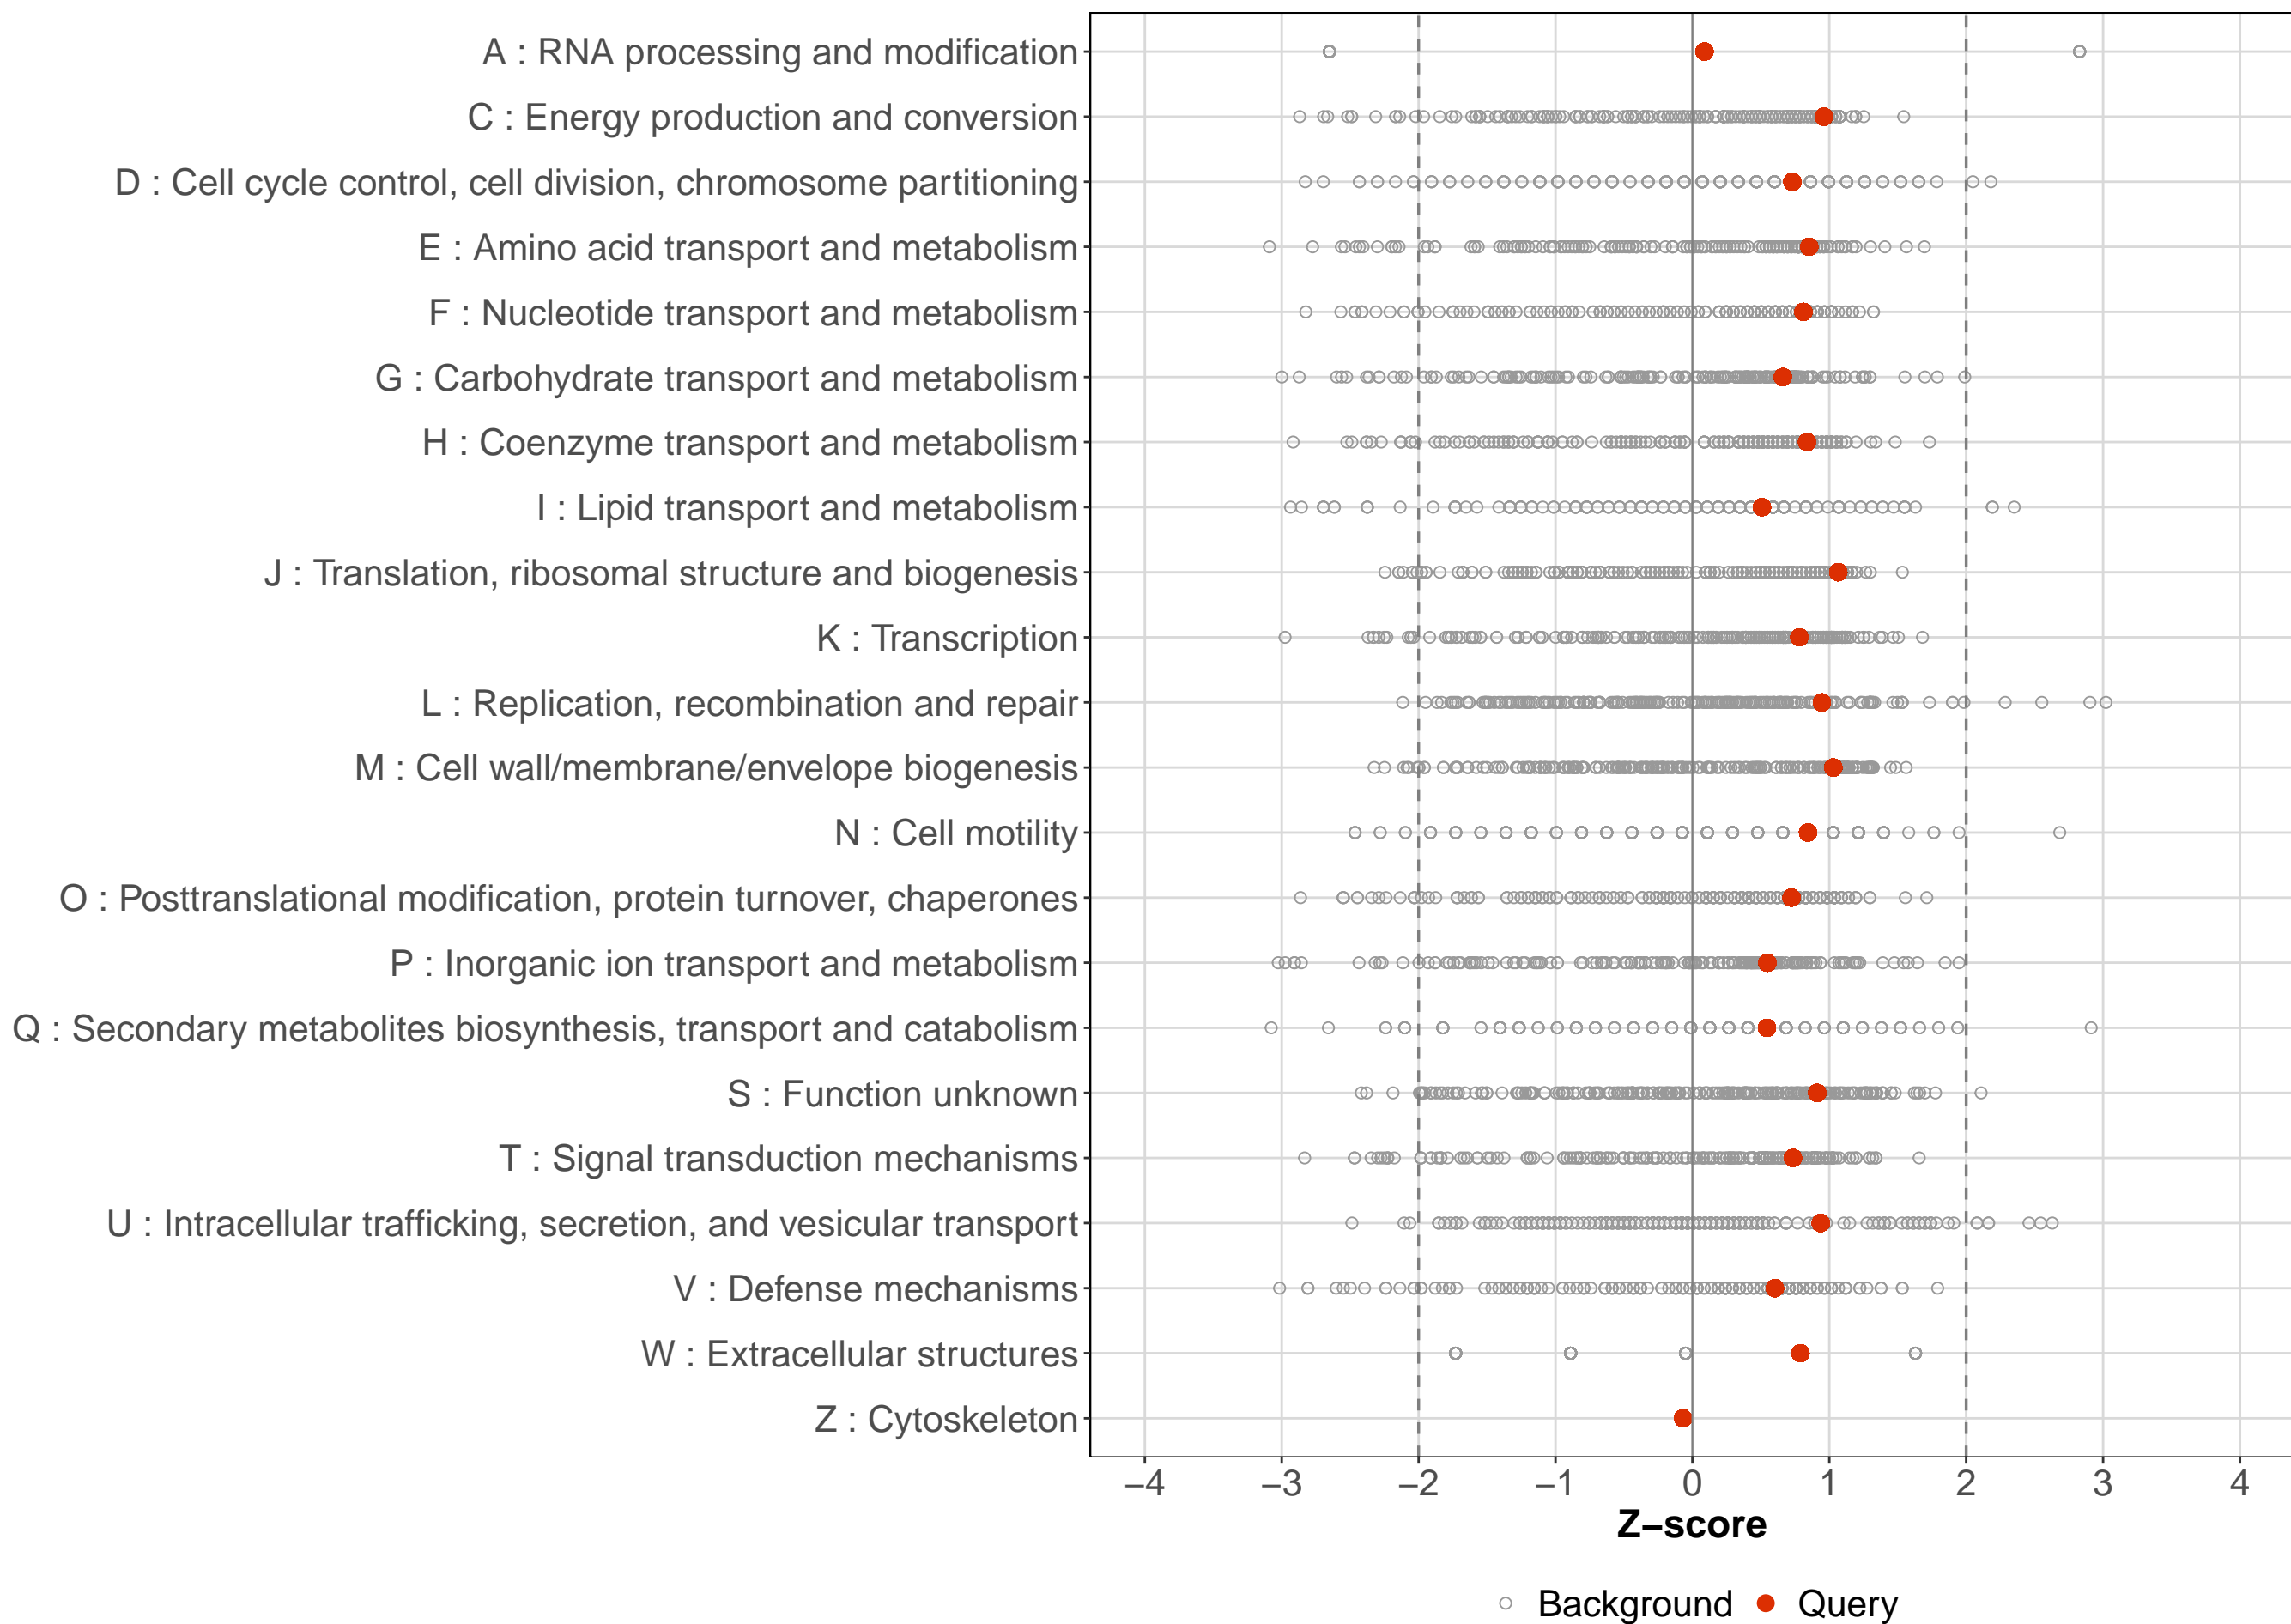 A : RNA processing and modification
C : Energy production and conversion
D : Cell cycle control, cell division, chromosome partitioning
E : Amino acid transport and metabolism
F : Nucleotide transport and metabolism
G : Carbohydrate transport and metabolism
H : Coenzyme transport and metabolism
I : Lipid transport and metabolism
J : Translation, ribosomal structure and biogenesis
K : Transcription
L : Replication, recombination and repair
M : Cell wall/membrane/envelope biogenesis
N : Cell motility
O : Posttranslational modification, protein turnover, chaperones
P : Inorganic ion transport and metabolism
Q : Secondary metabolites biosynthesis, transport and catabolism
S : Function unknown
T : Signal transduction mechanisms
U : Intracellular trafficking, secretion, and vesicular transport
V : Defense mechanisms
W : Extracellular structures
Z : Cytoskeleton
−4 −3 −2 −1 0 1 2 3 4
Z−score
Background Query